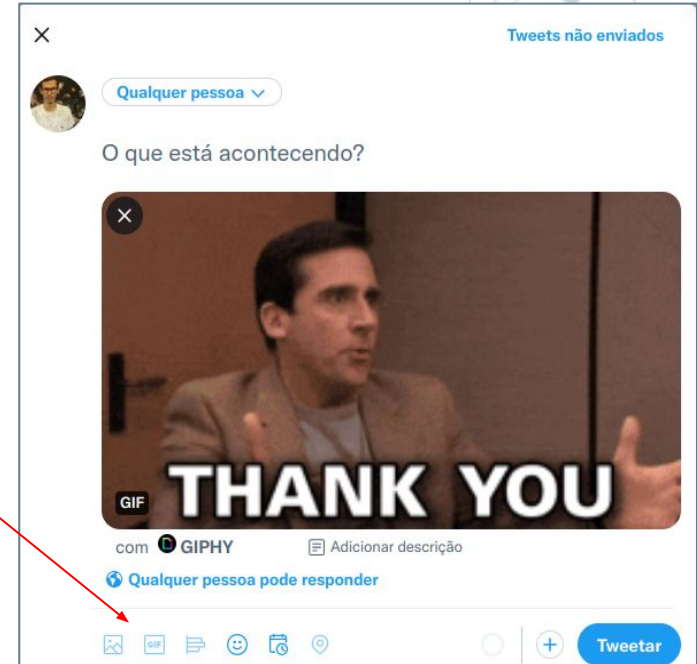 Tweets não enviados
Qualquer pessoa
O que está acontecendo?
THANK YOU
GIF
com GIPHY Adicionar descrição
Qualquer pessoa pode responder
GIF
Tweetar